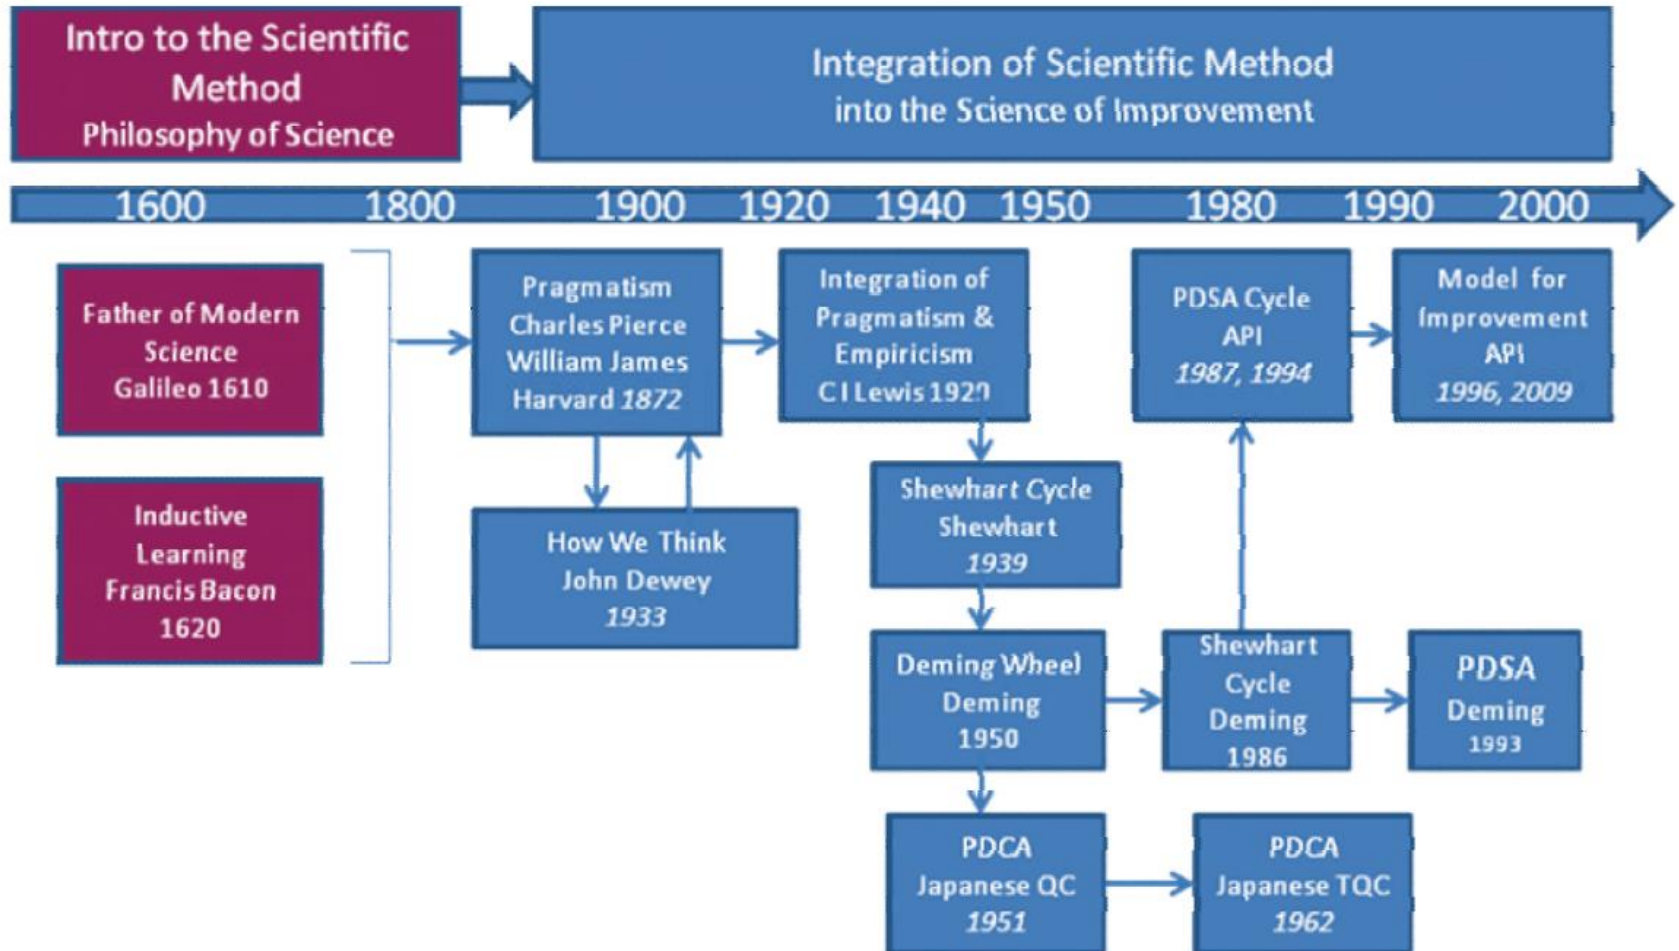 Intro to the Scientific
Method
Philosophy of Science
Integration of Scientific Method
into the Science of Improvement
1600 1800 1900 1920 1940 1950 1980 1990 2000
Father of Modern
Science
Galileo 1610
Inductive
Learning
Francis Bacon
1620
Pragmatism
Charles Pierce
William James
Harvard 1872
How We Think
John Dewey
1933
Integration of
Pragmatism &
Empiricism
C I Lewis
Shewhart Cycle
Shewhart
1939
Deming Wheel
Deming
1950
PDCA
Japanese QC
1951
PDSA Cycle
API
1987, 1994
Model for
Improvement
API
1996, 2009
Shewhart
Cycle
Deming
1986
PDSA
Deming
1993
PDCA
Japanese TQC
1962